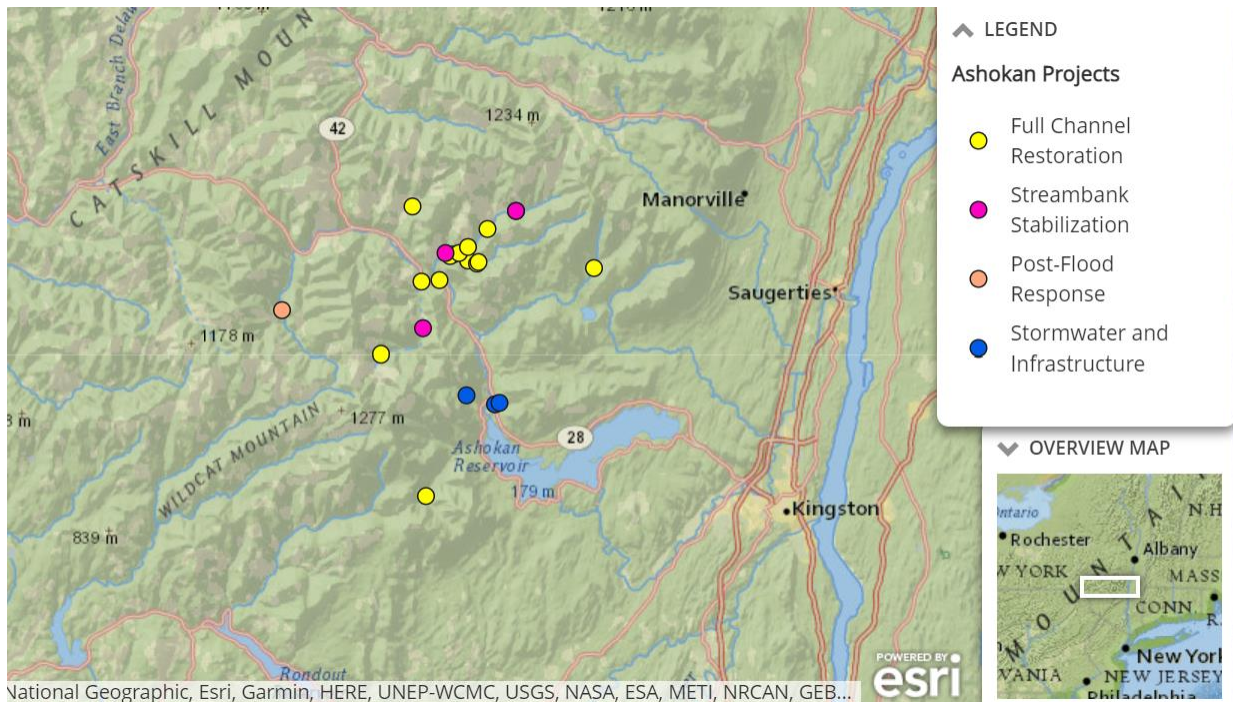 1216 m
East Branch Delaw
CATSKILL MOUN
42
1234 m
Manorville
Saugerties
1178 m
1277 m
WILDCAT MOUNTAIN
28
Ashokan
Reservoir
179 m
Kingston
839 m
Rondout
National Geographic, Esri, Garmin, HERE, UNEP-WCMC, USGS, NASA, ESA, METI, NRCAN, GEB...
POWERED BY
esri
LEGEND
Ashokan Projects
Full Channel
Restoration
Streambank
Stabilization
Post-Flood
Response
Stormwater and
Infrastructure
OVERVIEW MAP
Ontario
Rochester
Albany
N.H
W YORK
MASS
CONN.
R.
MOUNTAI
New York
VANIA
NEW JERSEY
Philadelphia